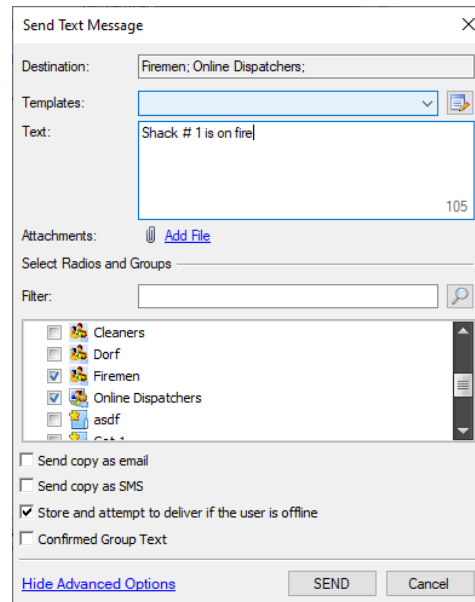 Send Text Message
Destination: Firemen; Online Dispatchers;
Templates:
Text: Shack # 1 is on fire
105
Attachments: Add File
Select Radios and Groups
Filter:
Cleaners
Dorf
Firemen
Online Dispatchers
asdf
Send copy as email
Send copy as SMS
Store and attempt to deliver if the user is offline
Confirmed Group Text
Hide Advanced Options SEND Cancel